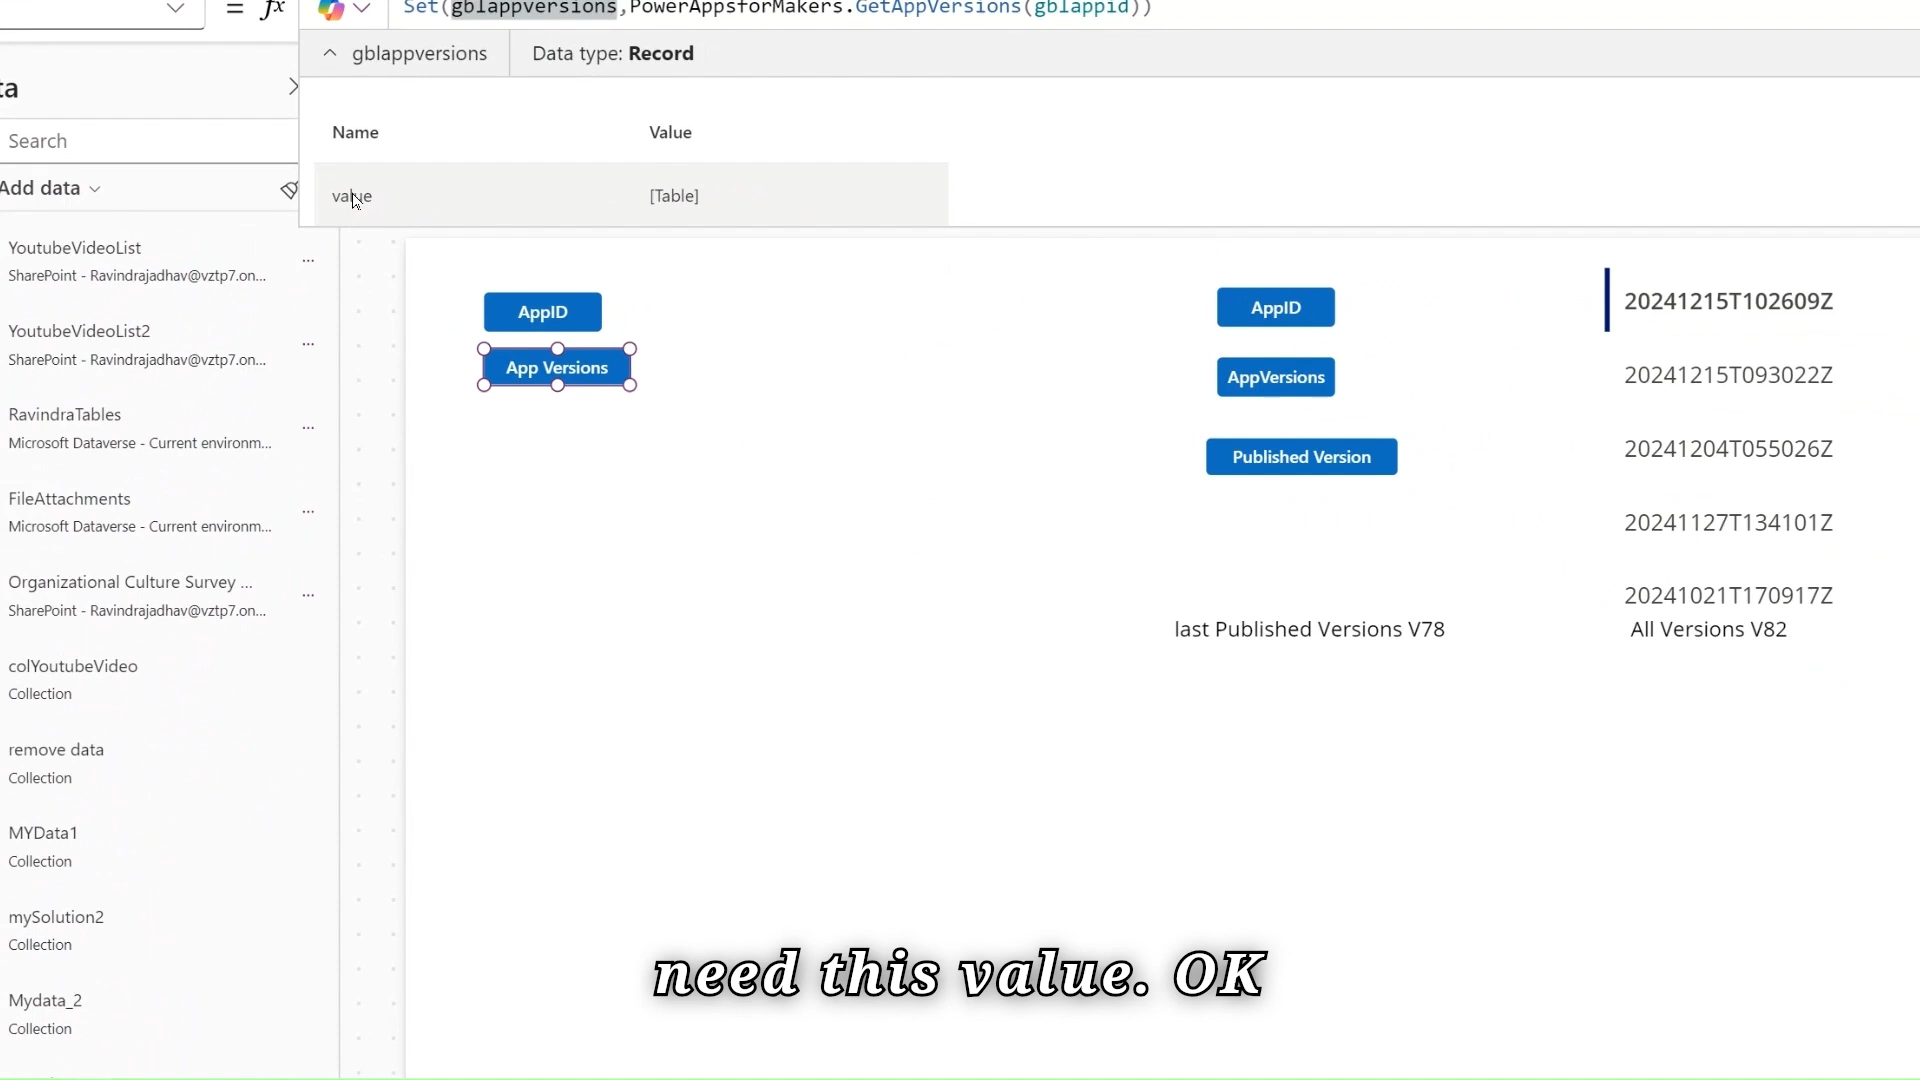 = fx Set(gblappversions,PowerAppsforMakers.GetAppVersions(gblappid))
gblappversions Data type: Record
ta
Name Value
Search
value [Table]
Add data
YoutubeVideoList
SharePoint - Ravindrajadhav@vztp7.on...
YoutubeVideoList2
SharePoint - Ravindrajadhav@vztp7.on...
RavindraTables
Microsoft Dataverse - Current environm...
FileAttachments
Microsoft Dataverse - Current environm...
Organizational Culture Survey ...
SharePoint - Ravindrajadhav@vztp7.on...
colYoutubeVideo
Collection
remove data
Collection
MYData1
Collection
mySolution2
Collection
Mydata_2
Collection
AppID
App Versions
AppID
AppVersions
Published Version
last Published Versions V78
20241215T102609Z
20241215T093022Z
20241204T055026Z
20241127T134101Z
20241021T170917Z
All Versions V82
need this value. OK